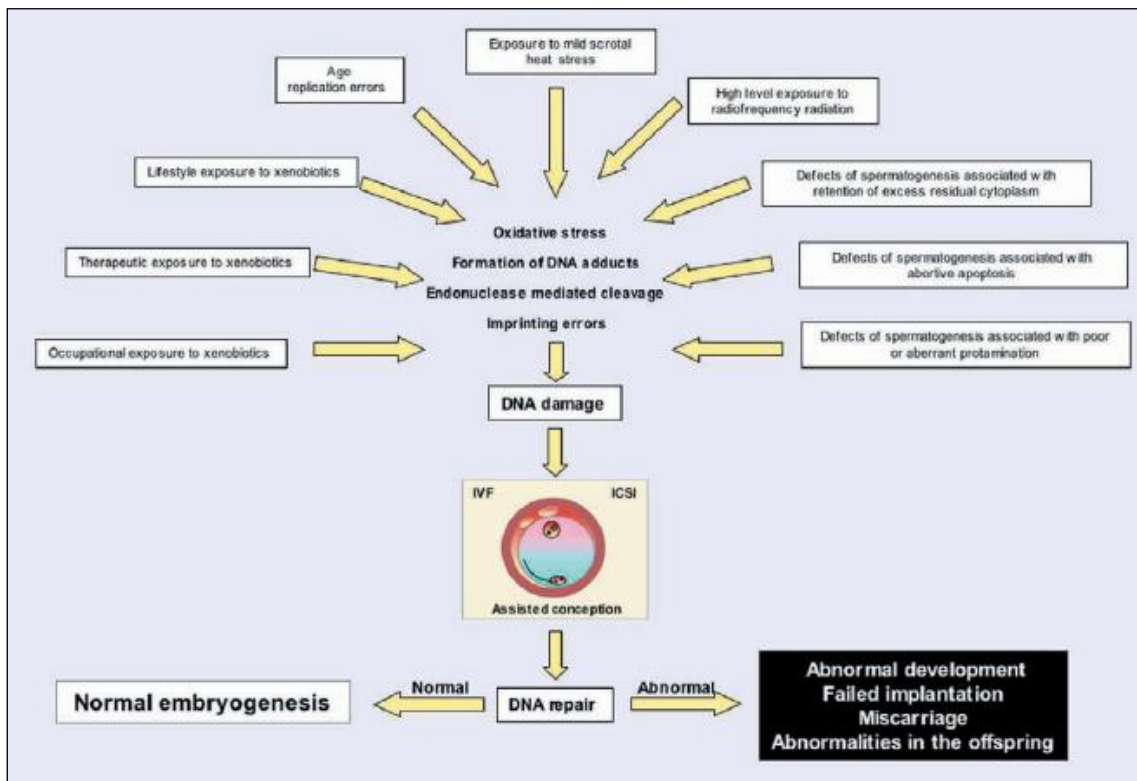 Exposure to mild scrotal
heat stress
Age
replication errors
High level exposure to
radiofrequency radiation
Lifestyle exposure to xenobiotics
Defects of spermatogenesis associated with
retention of excess residual cytoplasm
Oxidative stress
Therapeutic exposure to xenobiotics
Formation of DNA adducts
Defects of spermatogenesis associated with
abortive apoptosis
Endonuclease mediated cleavage
Imprinting errors
Occupational exposure to xenobiotics
Defects of spermatogenesis associated with poor
or aberrant protamination
DNA damage
IVF ICSI
Assisted conception
Normal embryogenesis
Normal
DNA repair
Abnormal
Abnormal development
Failed implantation
Miscarriage
Abnormalities in the offspring